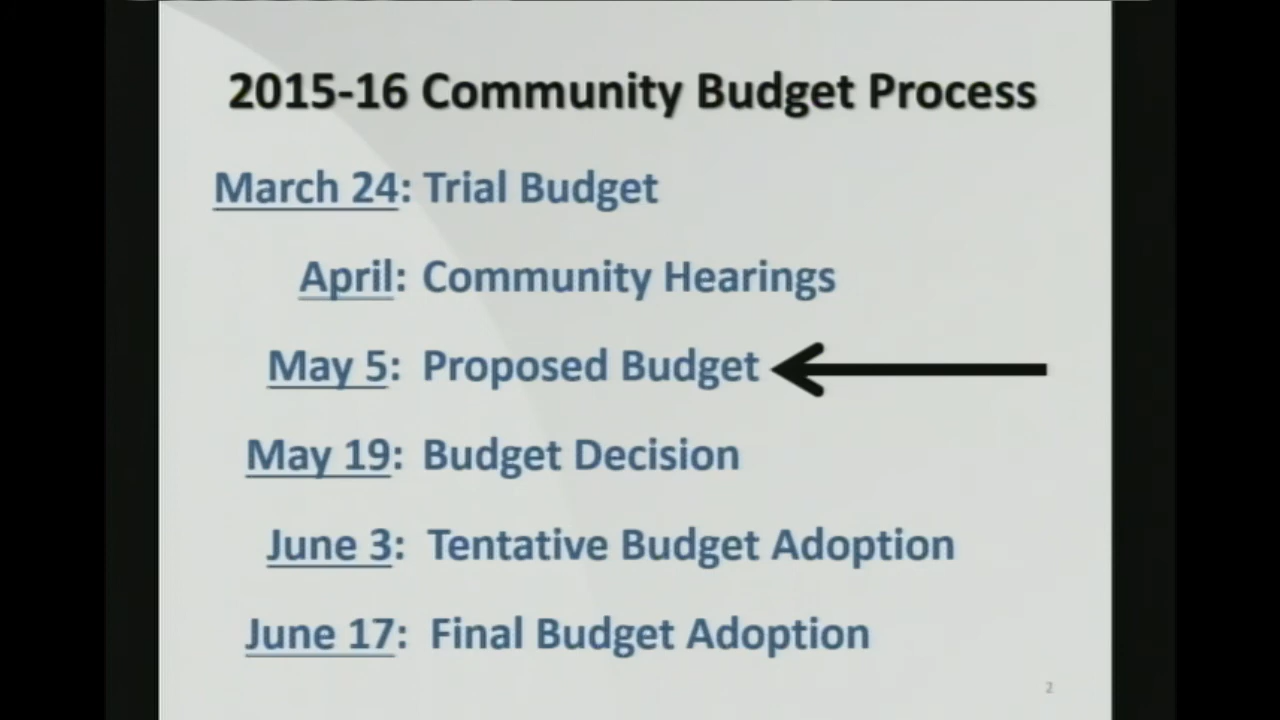 2015-16 Community Budget Process
March 24: Trial Budget
April: Community Hearings
May 5: Proposed Budget
May 19: Budget Decision
June 3: Tentative Budget Adoption
June 17: Final Budget Adoption
2